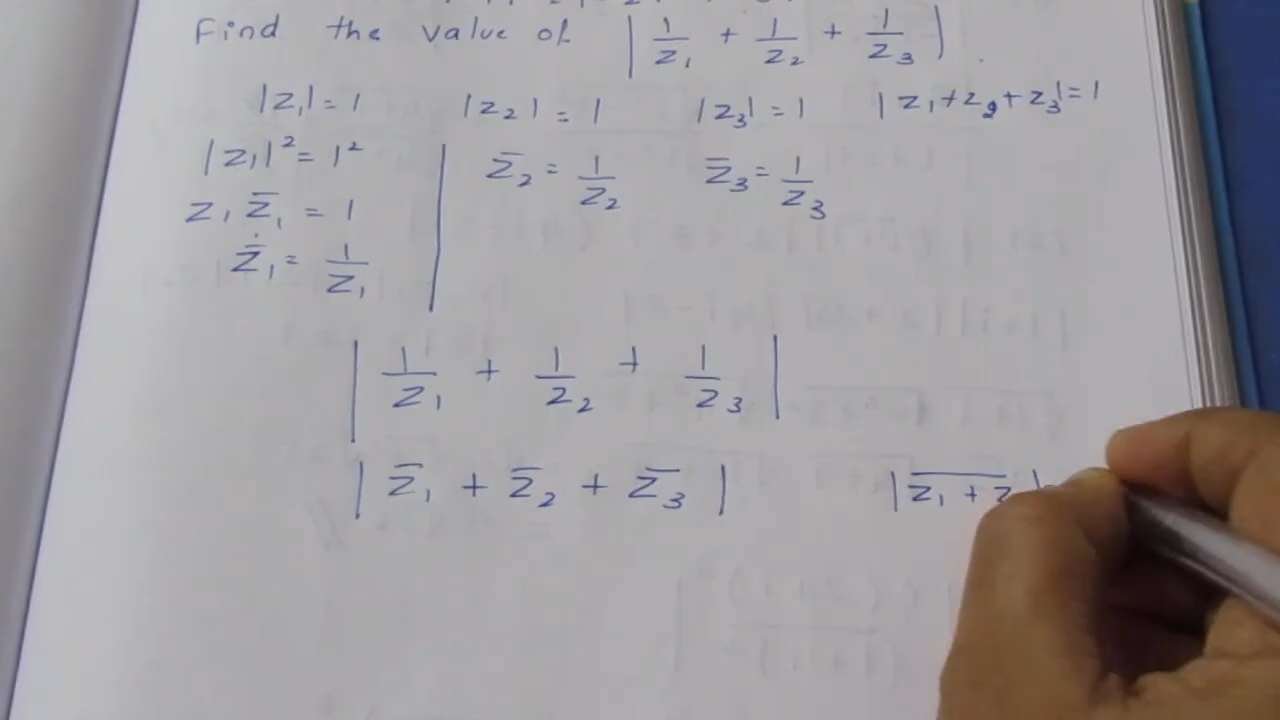 Find the value of | 1/z₁ + 1/z₂ + 1/z₃ | .
|z₁| = 1 |z₂| = 1 |z₃| = 1 |z₁ + z₂ + z₃| = 1
|z₁|² = 1² z̄₂ = 1/z₂ z̄₃ = 1/z₃
z₁ z̄₁ = 1
z̄₁ = 1/z₁
| 1/z₁ + 1/z₂ + 1/z₃ |
| z̄₁ + z̄₂ + z̄₃ | | z₁ + z |